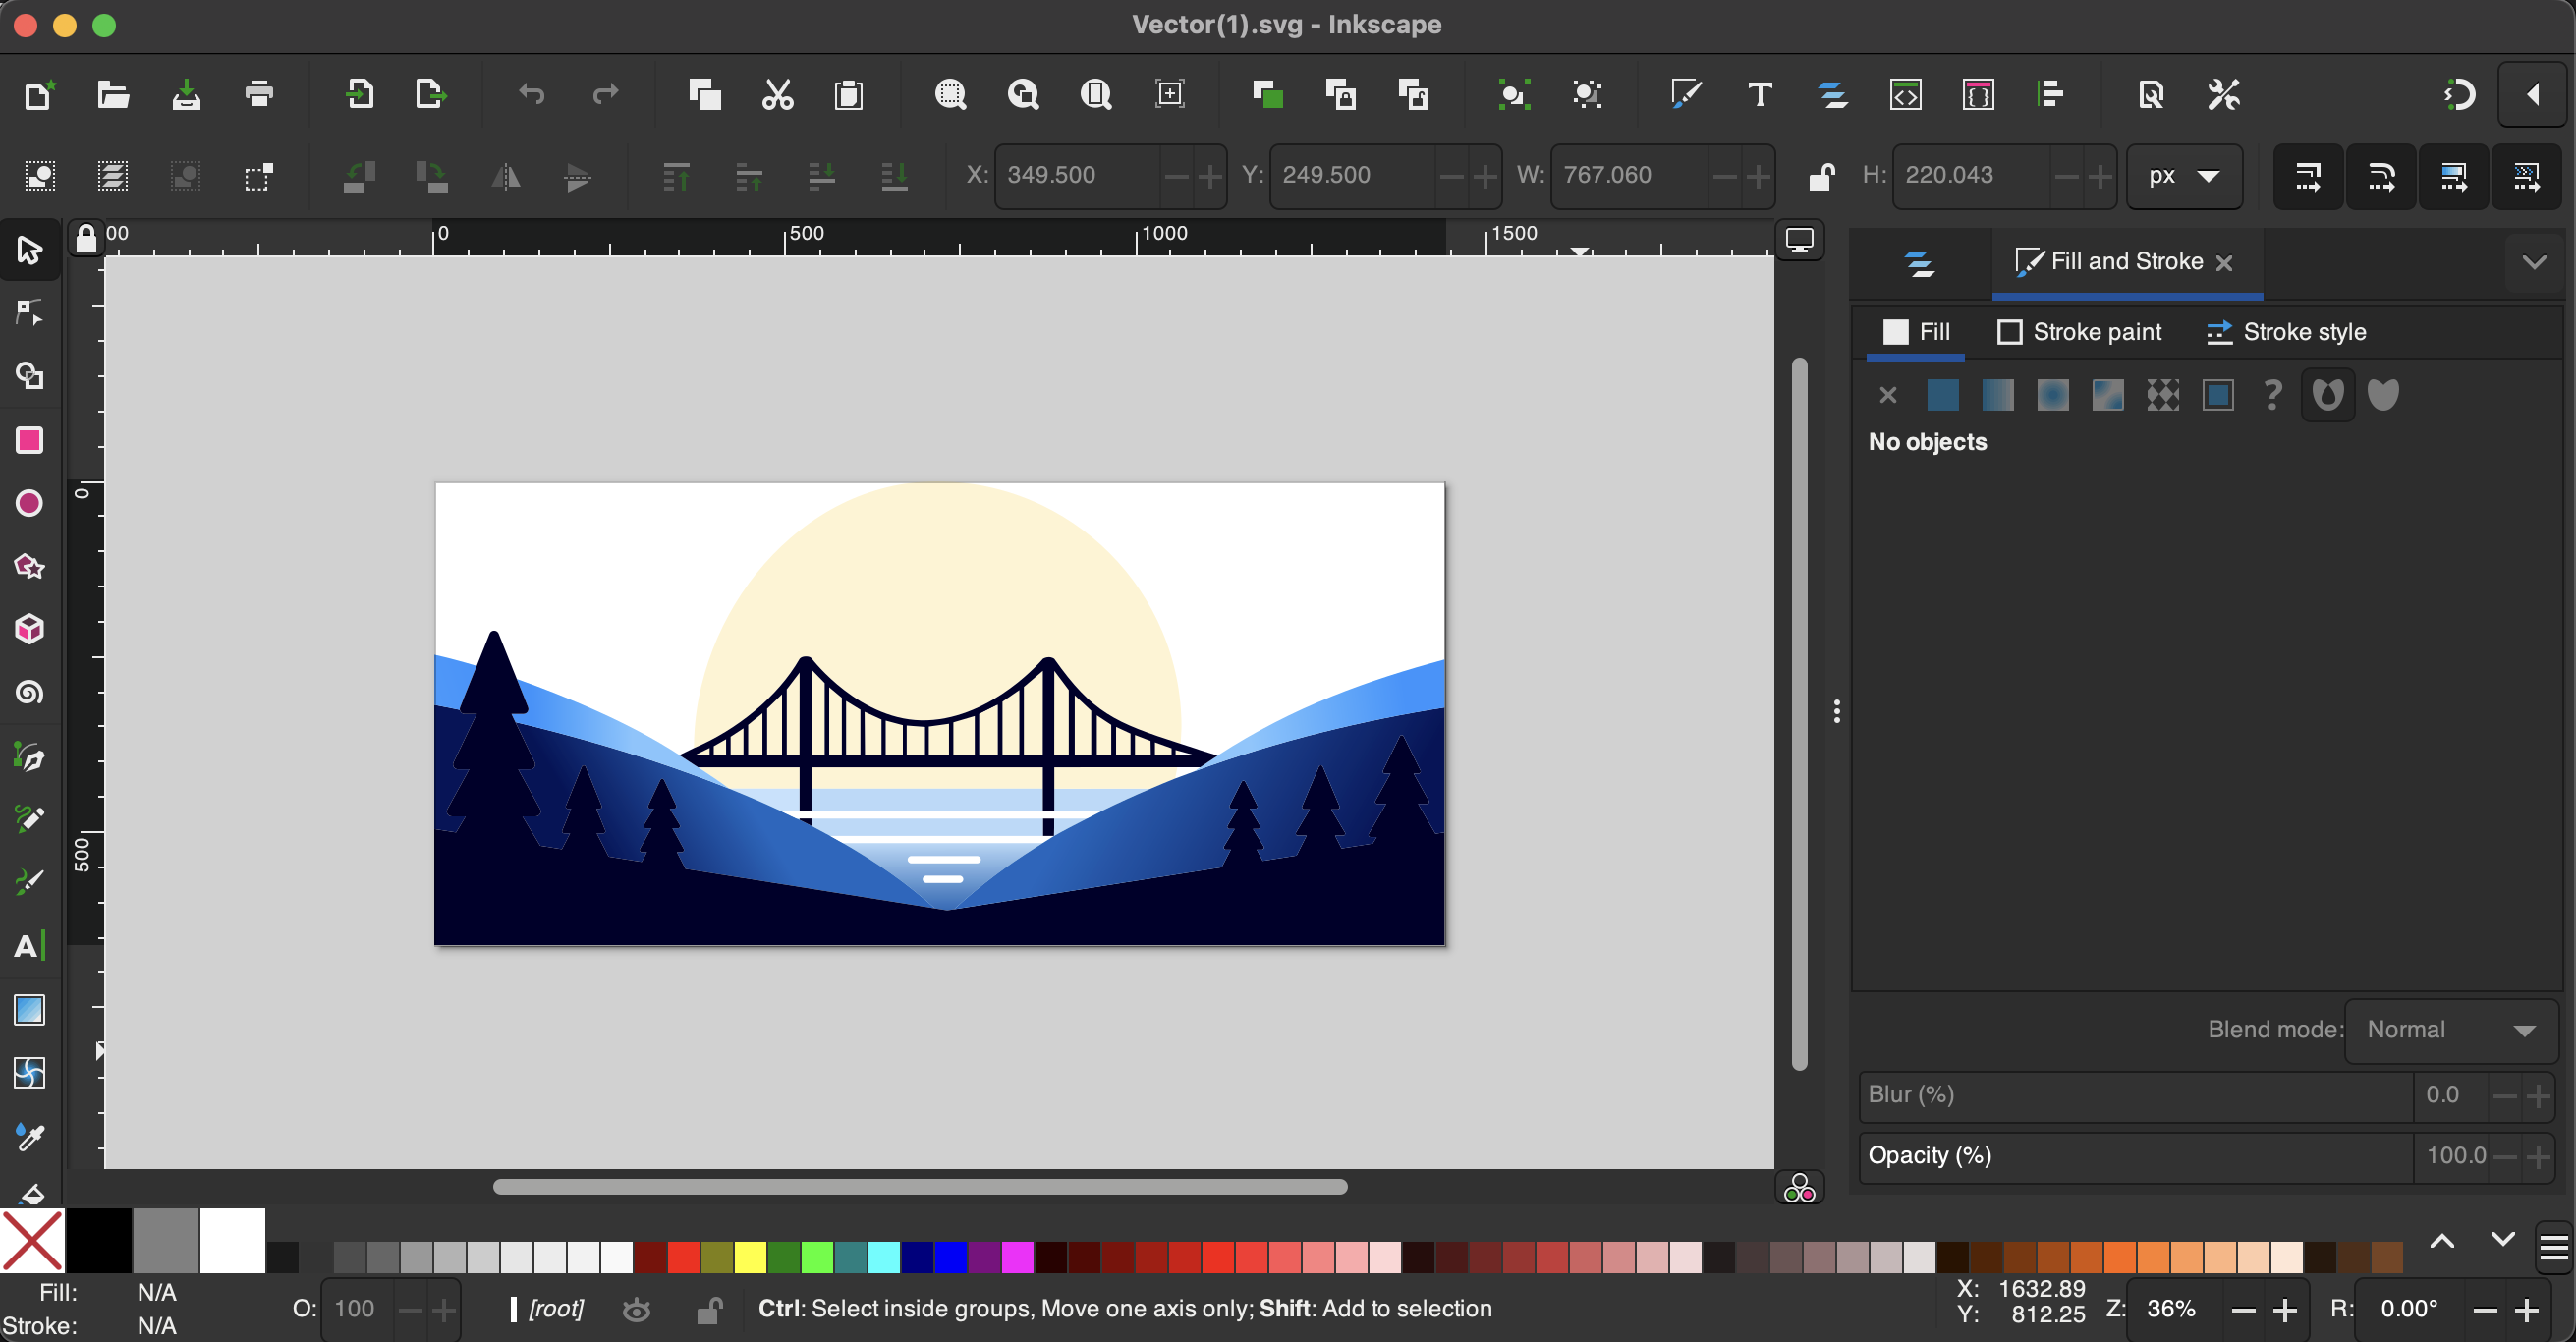 Vector(1).svg - Inkscape
X: 349.500 Y: 249.500 W: 767.060 H: 220.043 px
00 0 500 1000 1500
0
500
Fill and Stroke
Fill Stroke paint Stroke style
?
No objects
Blend mode: Normal
Blur (%) 0.0
Opacity (%) 100.0
A
Fill: N/A
Stroke: N/A
O: 100
[root]
Ctrl: Select inside groups, Move one axis only; Shift: Add to selection
X: 1632.89
Y: 812.25
Z: 36%
R: 0.00°